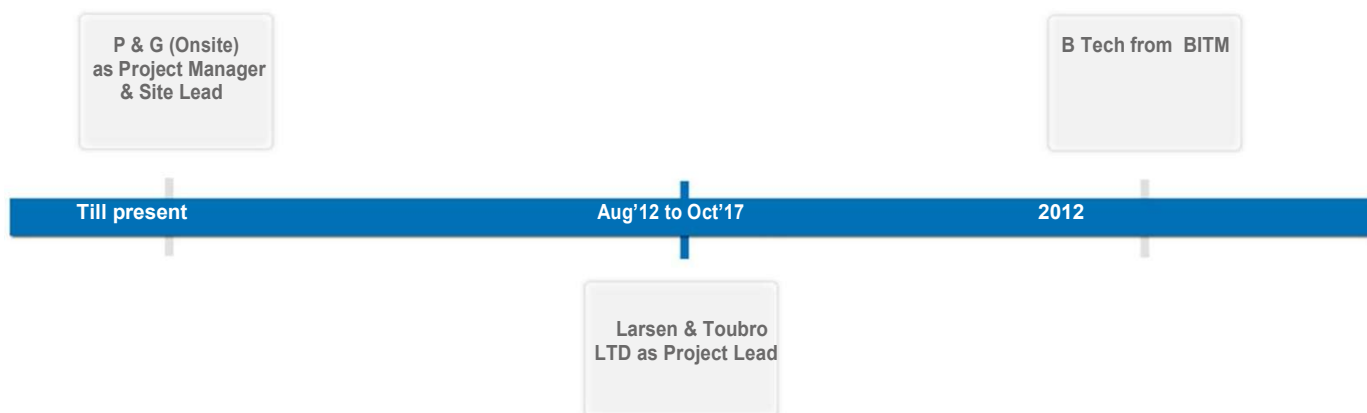 P & G (Onsite)
as Project Manager
& Site Lead
B Tech from BITM
Till present
Aug'12 to Oct'17
2012
Larsen & Toubro
LTD as Project Lead